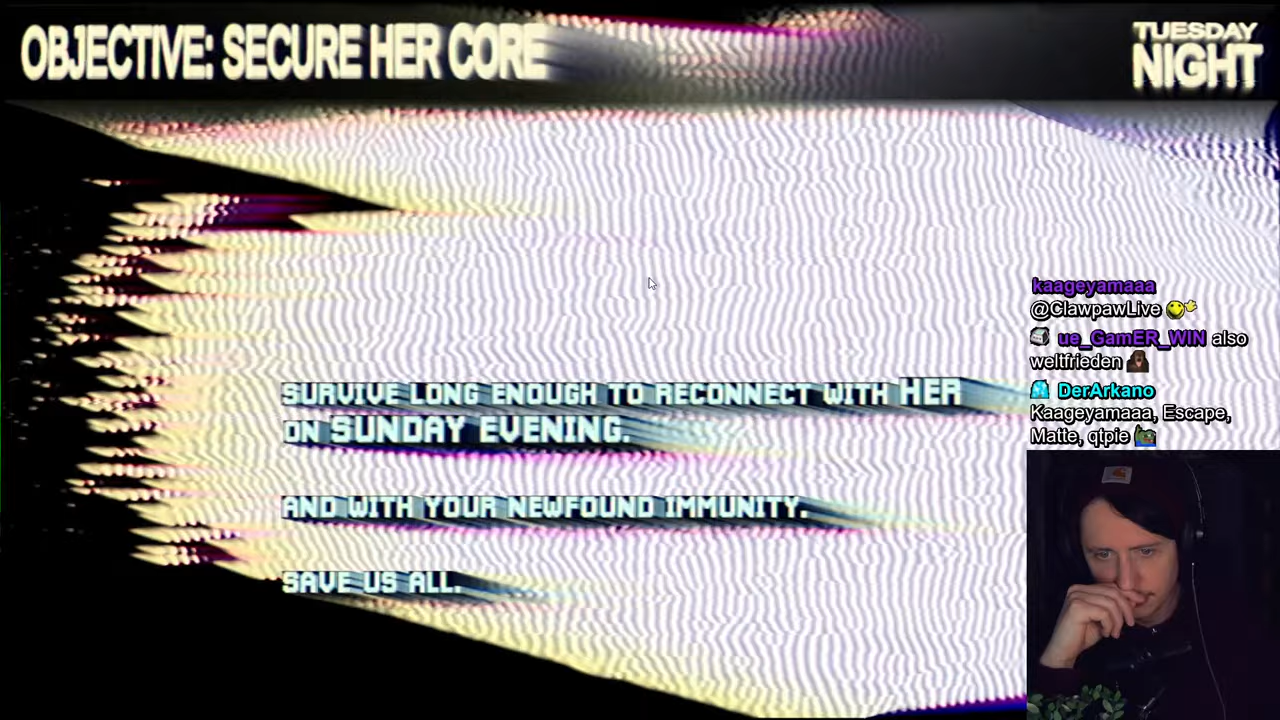 OBJECTIVE: SECURE HER CORE
TUESDAY
NIGHT
kaageyamaaa
@ClawpawLive
ue_GamER_WIN also
weltfrieden
DerArkano
Kaageyamaaa, Escape,
Matte, qtpie
SURVIVE LONG ENOUGH TO RECONNECT WITH HER
ON SUNDAY EVENING.
AND WITH YOUR NEWFOUND IMMUNITY.
SAVE US ALL.